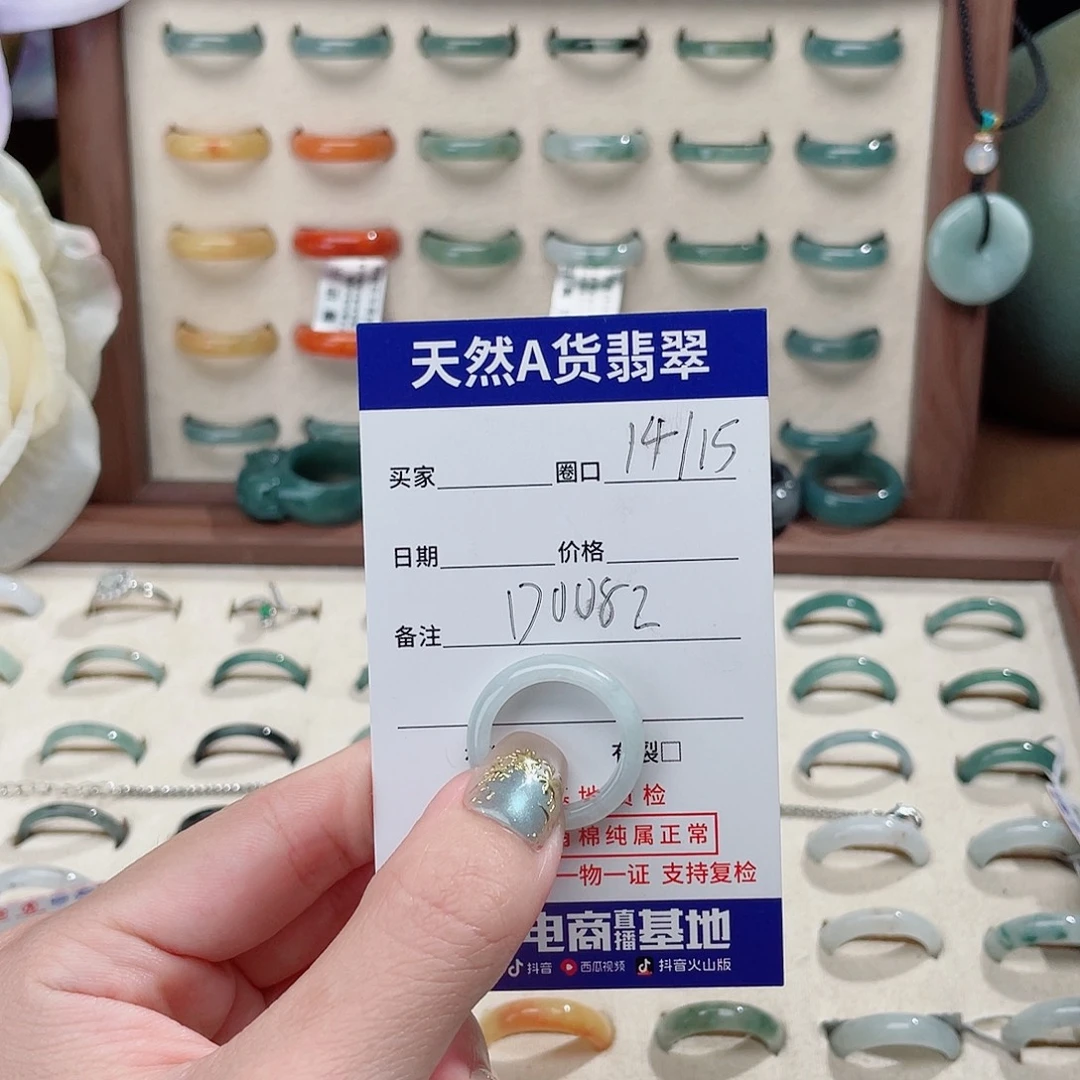 天然A货翡翠
买家 圈口 14/15
日期 价格
备注 D0082
裂□
检
棉纯属正常
一物一证 支持复检
电商直播基地
抖音 西瓜视频 抖音火山版